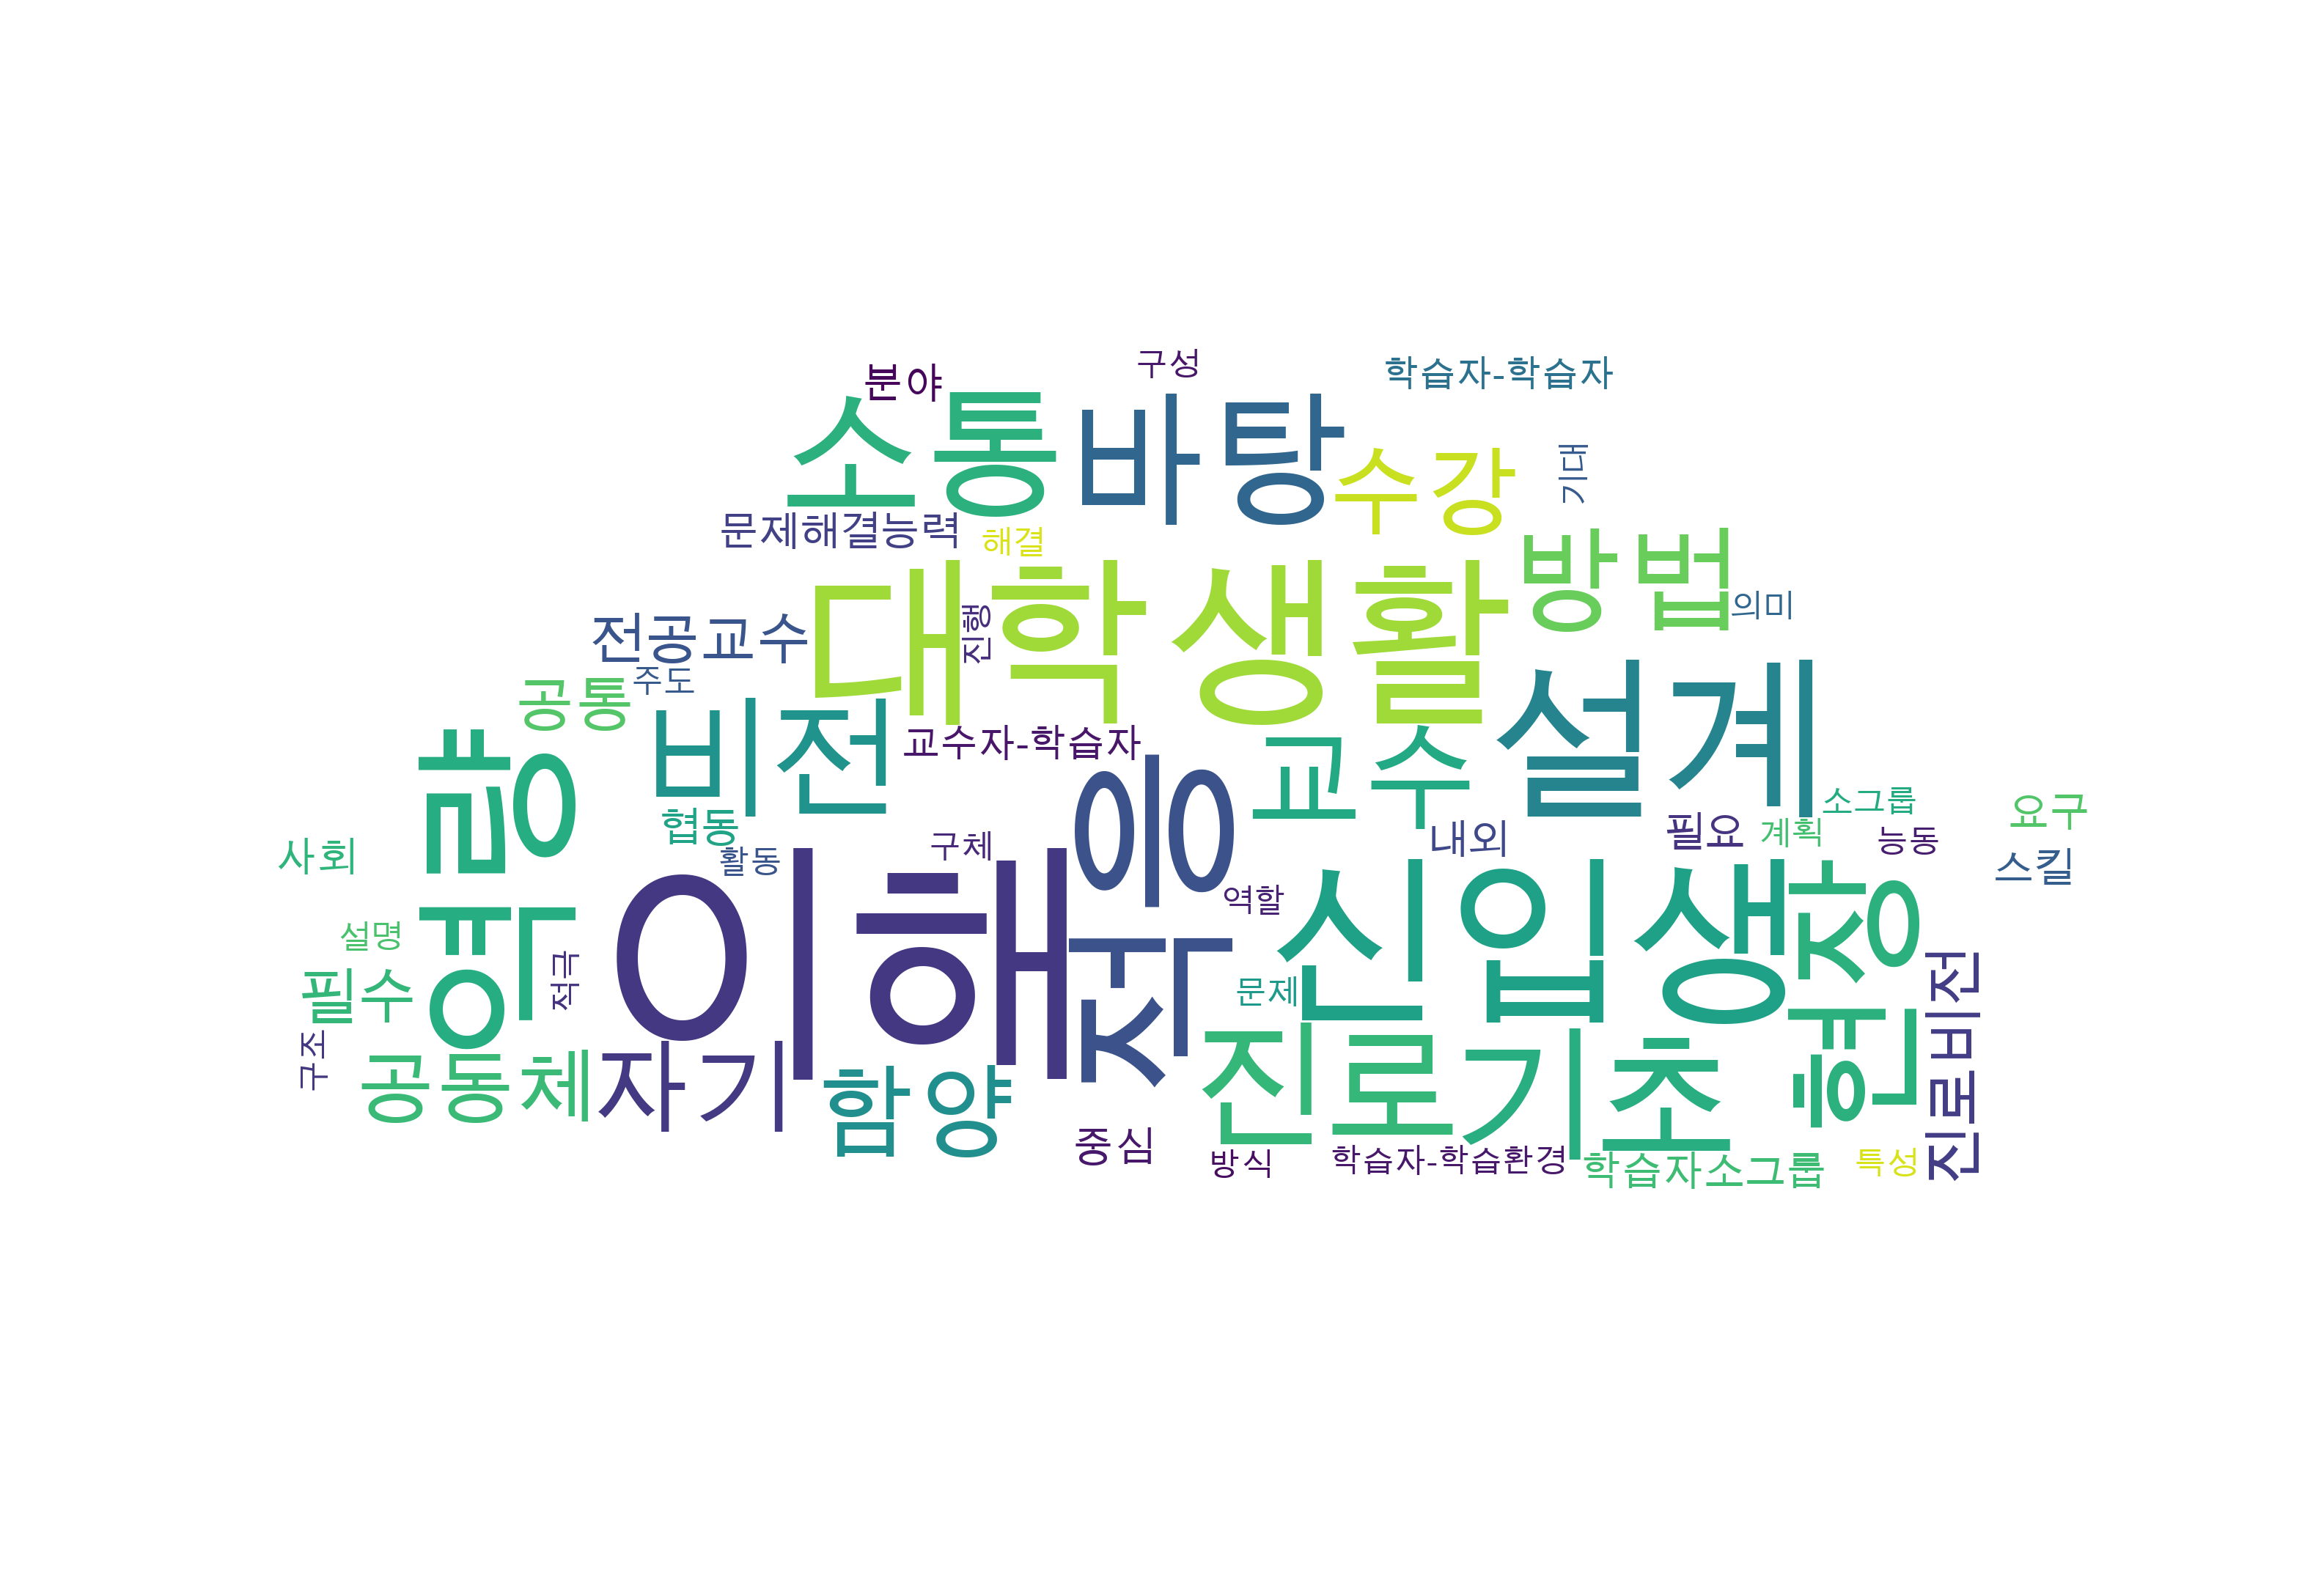 구성
학습자-학습자
분야
소통
바탕
수강
기대
문제해결능력
해결
방법
대학생활
의미
진행
전공교수
주도
공통
비전
교수자-학습자
교수
설계
소그룹
요구
협동
내외
필요
계획
능동
사회
활동
구체
스킬
역량
이해
적응
역할
신입생
현장
설명
필수
적극
문제
진로비전
구조
공동체
자기
함양
진로
기초
중심
방식
학습자-학습환경
학습자소그룹
특성